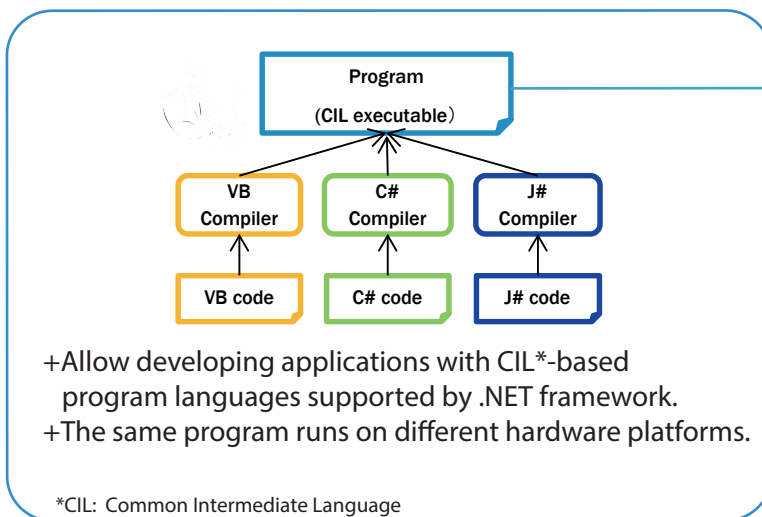 Program
(CIL executable）
VB
Compiler
C#
Compiler
J#
Compiler
VB code
C# code
J# code
+Allow developing applications with CIL*-based
program languages supported by .NET framework.
+The same program runs on different hardware platforms.
*CIL: Common Intermediate Language